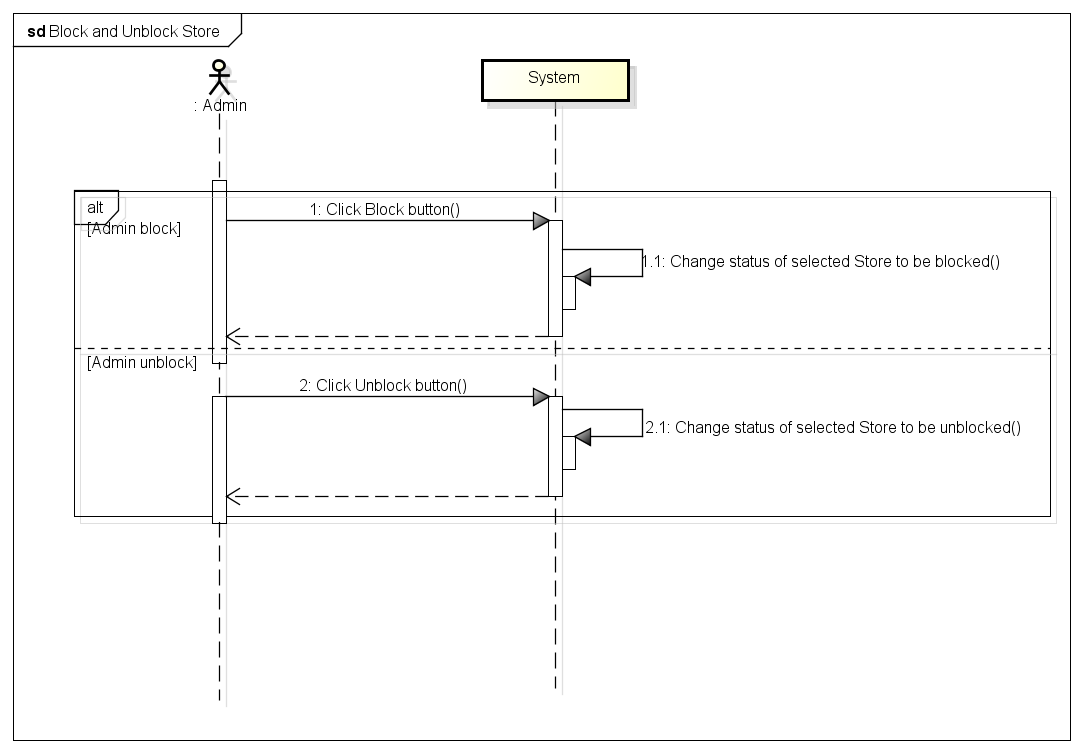 sd Block and Unblock Store
: Admin
System
alt
[Admin block]
1: Click Block button()
1.1: Change status of selected Store to be blocked()
[Admin unblock]
2: Click Unblock button()
2.1: Change status of selected Store to be unblocked()